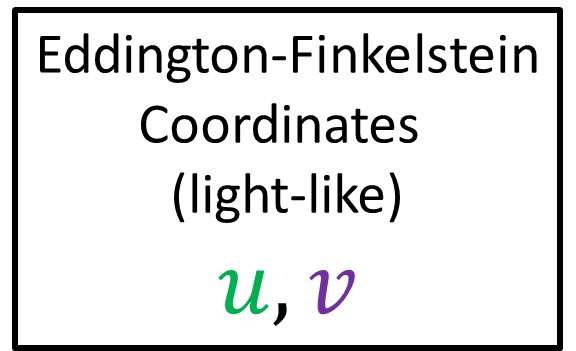 Eddington-Finkelstein
Coordinates
(light-like)
u, v